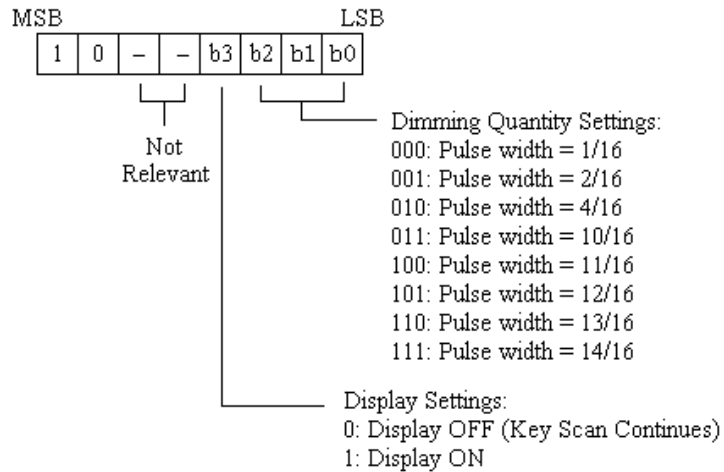 MSB LSB
1 0 – – b3 b2 b1 b0
Not
Relevant
Dimming Quantity Settings:
000: Pulse width = 1/16
001: Pulse width = 2/16
010: Pulse width = 4/16
011: Pulse width = 10/16
100: Pulse width = 11/16
101: Pulse width = 12/16
110: Pulse width = 13/16
111: Pulse width = 14/16
Display Settings:
0: Display OFF (Key Scan Continues)
1: Display ON